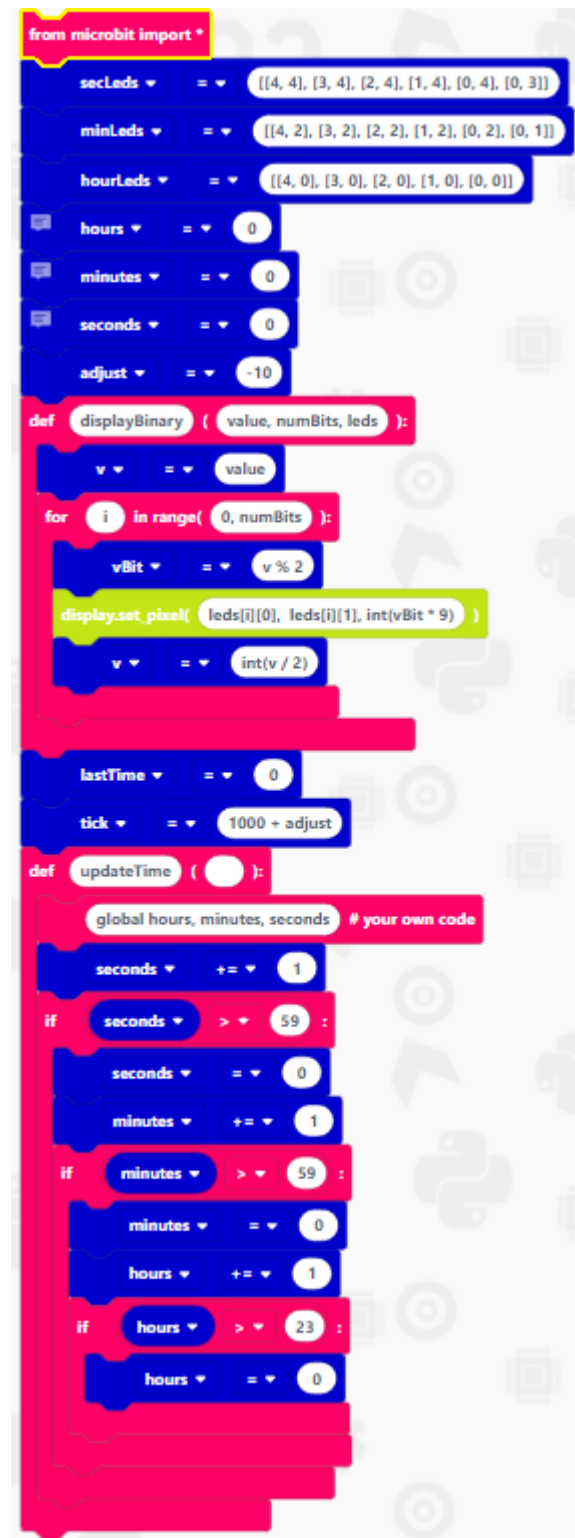 from microbit import *
secLeds = [[4, 4], [3, 4], [2, 4], [1, 4], [0, 4], [0, 3]]
minLeds = [[4, 2], [3, 2], [2, 2], [1, 2], [0, 2], [0, 1]]
hourLeds = [[4, 0], [3, 0], [2, 0], [1, 0], [0, 0]]
hours = 0
minutes = 0
seconds = 0
adjust = -10
def displayBinary ( value, numBits, leds ):
v = value
for i in range( 0, numBits ):
vBit = v % 2
display.set_pixel( leds[i][0], leds[i][1], int(vBit * 9) )
v = int(v / 2)
lastTime = 0
tick = 1000 + adjust
def updateTime ( ):
global hours, minutes, seconds # your own code
seconds += 1
if seconds > 59 :
seconds = 0
minutes += 1
if minutes > 59 :
minutes = 0
hours += 1
if hours > 23 :
hours = 0